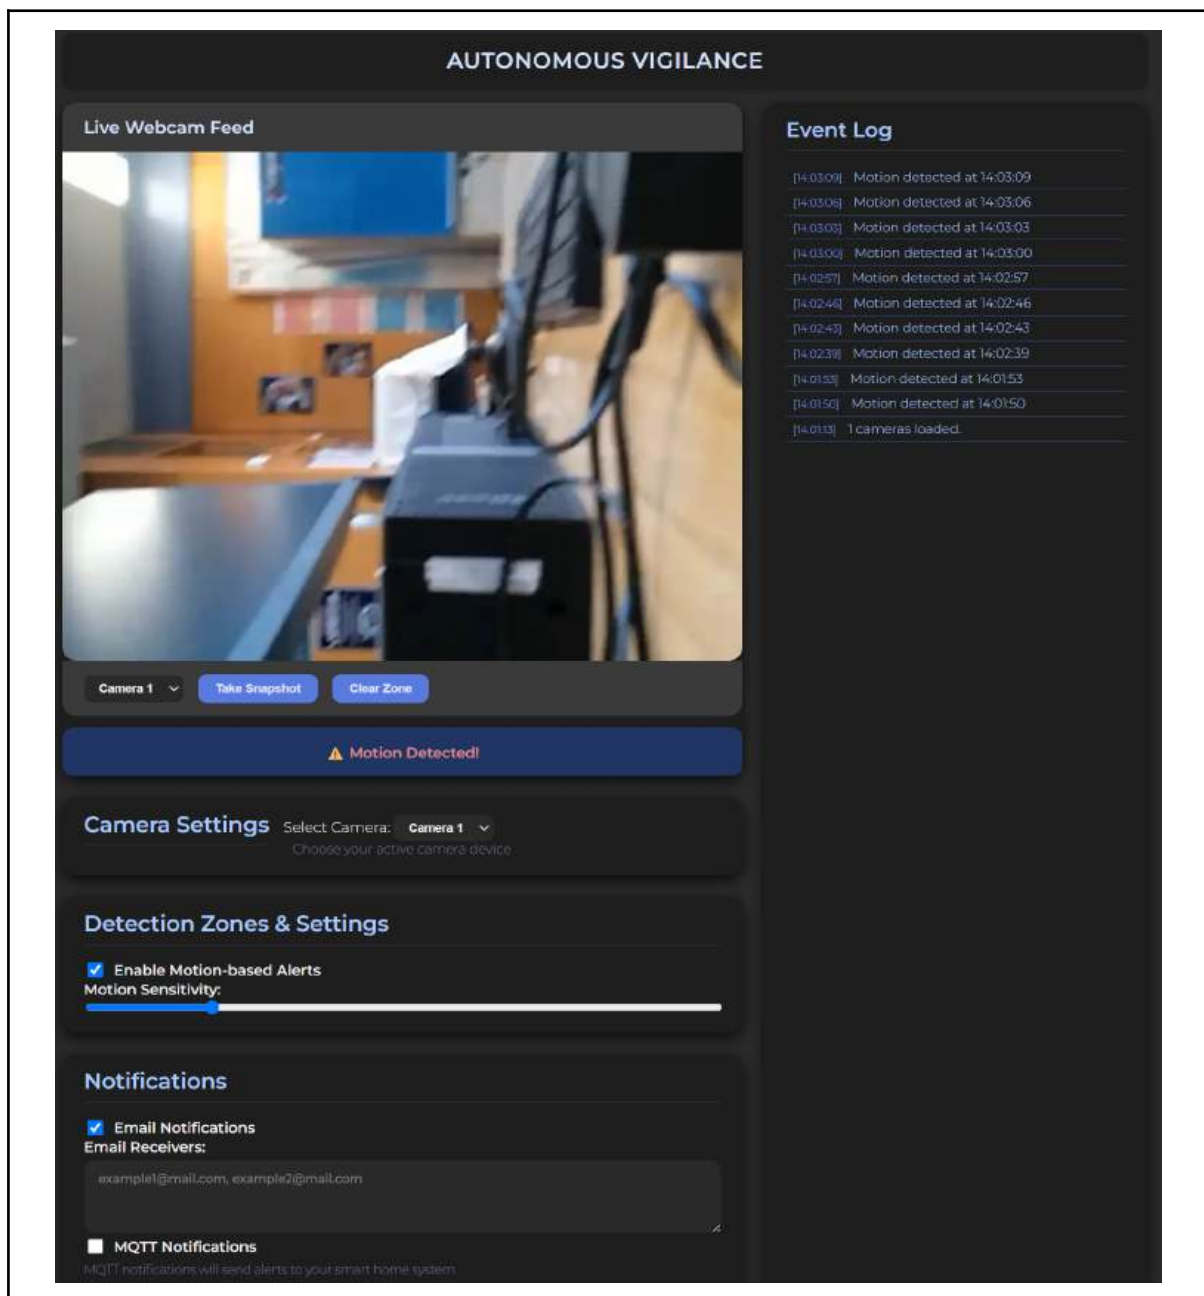 AUTONOMOUS VIGILANCE
Live Webcam Feed
Camera 1
Take Snapshot
Clear Zone
⚠ Motion Detected!
Camera Settings
Select Camera: Camera 1
Choose your active camera device
Detection Zones & Settings
Enable Motion-based Alerts
Motion Sensitivity:
Notifications
Email Notifications
Email Receivers:
example1@mail.com, example2@mail.com
MQTT Notifications
MQTT notifications will send alerts to your smart home system
Event Log
[14:03:09] Motion detected at 14:03:09
[14:03:06] Motion detected at 14:03:06
[14:03:03] Motion detected at 14:03:03
[14:03:00] Motion detected at 14:03:00
[14:02:57] Motion detected at 14:02:57
[14:02:46] Motion detected at 14:02:46
[14:02:43] Motion detected at 14:02:43
[14:02:39] Motion detected at 14:02:39
[14:01:53] Motion detected at 14:01:53
[14:01:50] Motion detected at 14:01:50
[14:01:13] 1 cameras loaded.